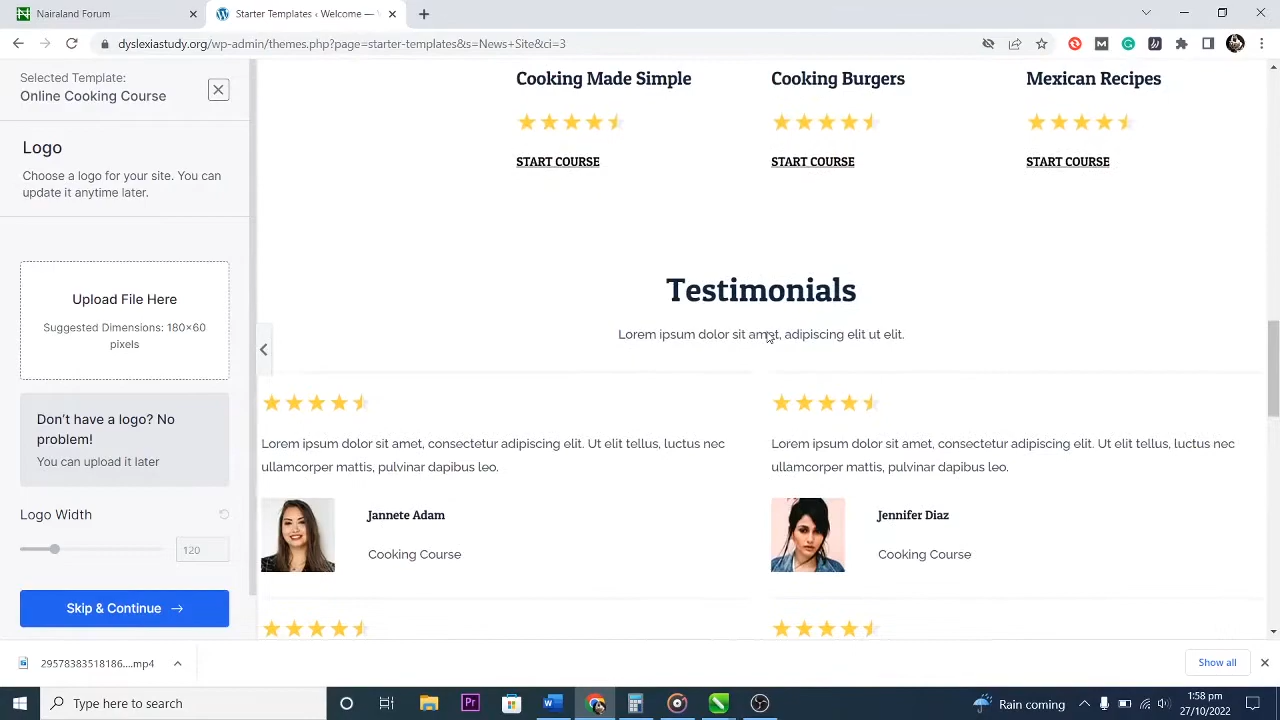 Nairaland Forum
Starter Templates ‹ Welcome —
dyslexiastudy.org/wp-admin/themes.php?page=starter-templates&s=News+Site&ci=3
Selected Template:
Online Cooking Course
Logo
Choose a logo for your site. You can
update it anytime later.
Upload File Here
Suggested Dimensions: 180×60
pixels
Don't have a logo? No
problem!
You can upload it later
Logo Width
120
Skip & Continue
Cooking Made Simple
Cooking Burgers
Mexican Recipes
START COURSE
START COURSE
START COURSE
Testimonials
Lorem ipsum dolor sit amet, adipiscing elit ut elit.
Lorem ipsum dolor sit amet, consectetur adipiscing elit. Ut elit tellus, luctus nec
ullamcorper mattis, pulvinar dapibus leo.
Jannete Adam
Cooking Course
Lorem ipsum dolor sit amet, consectetur adipiscing elit. Ut elit tellus, luctus nec
ullamcorper mattis, pulvinar dapibus leo.
Jennifer Diaz
Cooking Course
29578383518186....mp4
Show all
Type here to search
Rain coming
1:58 pm
27/10/2022